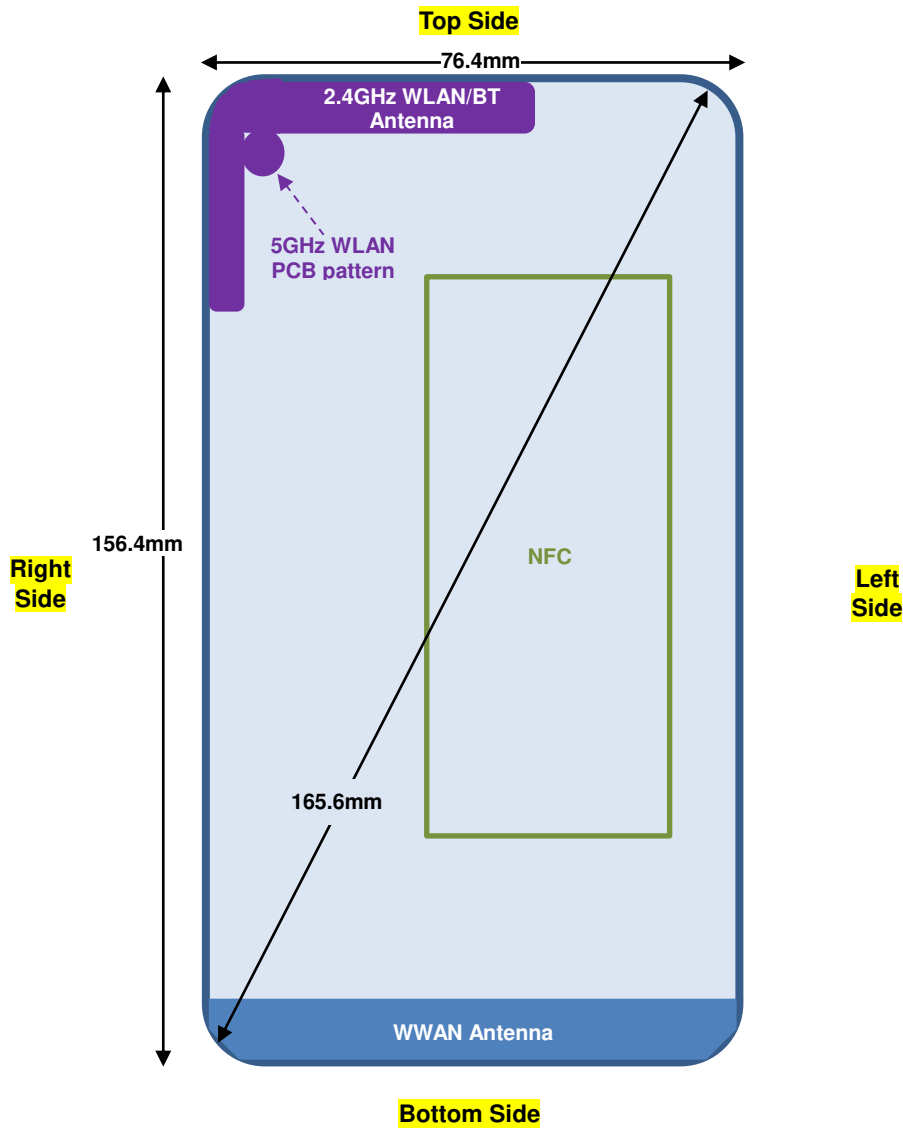 Top Side
76.4mm
2.4GHz WLAN/BT
Antenna
5GHz WLAN
PCB pattern
156.4mm
Right
Side
NFC
Left
Side
165.6mm
WWAN Antenna
Bottom Side